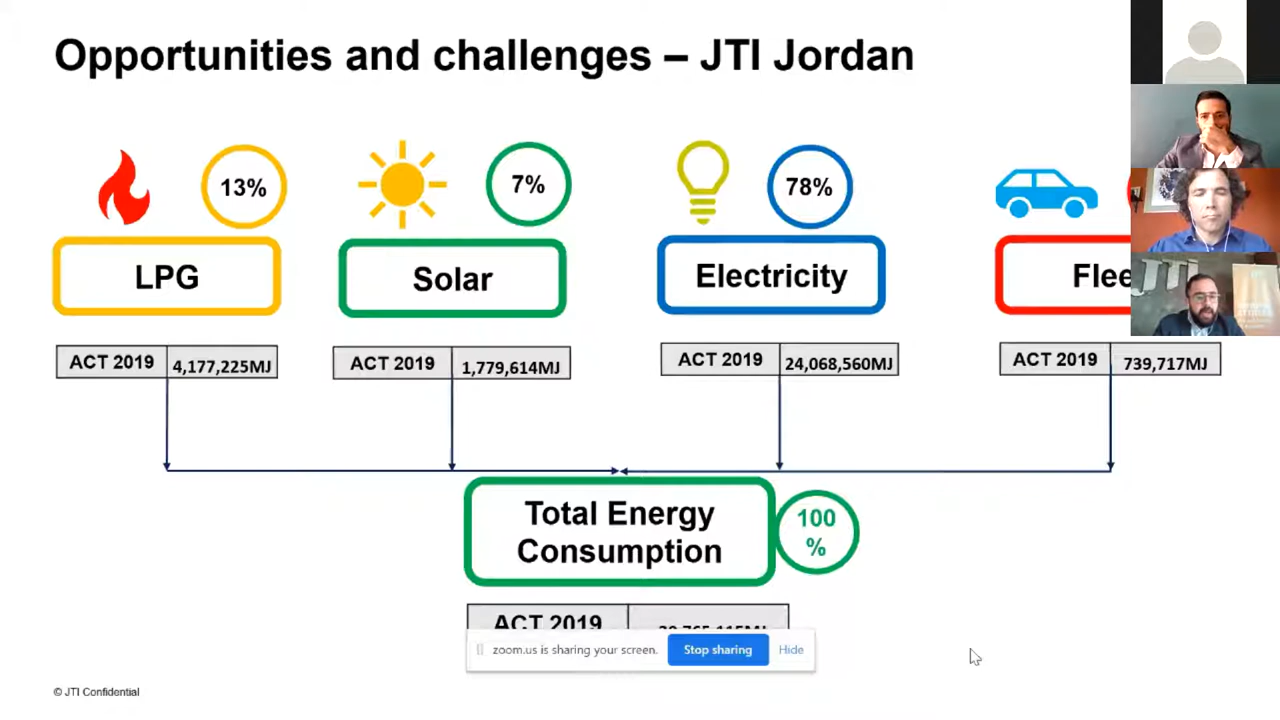 Opportunities and challenges – JTI Jordan
13%
7%
78%
LPG
Solar
Electricity
Flee
ACT 2019 4,177,225MJ
ACT 2019 1,779,614MJ
ACT 2019 24,068,560MJ
ACT 2019 739,717MJ
Total Energy
Consumption
100
%
ACT 2019
zoom.us is sharing your screen. Stop sharing Hide
© JTI Confidential